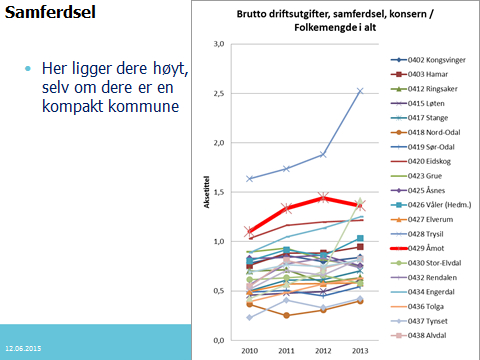 Samferdsel
• Her ligger dere høyt, selv om dere er en kompakt kommune
Brutto driftsutgifter, samferdsel, konsern /
Folkemengde i alt
3,0
2,5
2,0
1,5
1,0
0,5
0,0
Aksetittel
2010 2011 2012 2013
0402 Kongsvinger
0403 Hamar
0412 Ringsaker
0415 Løten
0417 Stange
0418 Nord-Odal
0419 Sør-Odal
0420 Eidskog
0423 Grue
0425 Åsnes
0426 Våler (Hedm.)
0427 Elverum
0428 Trysil
0429 Åmot
0430 Stor-Elvdal
0432 Rendalen
0434 Engerdal
0436 Tolga
0437 Tynset
0438 Alvdal
12.06.2015